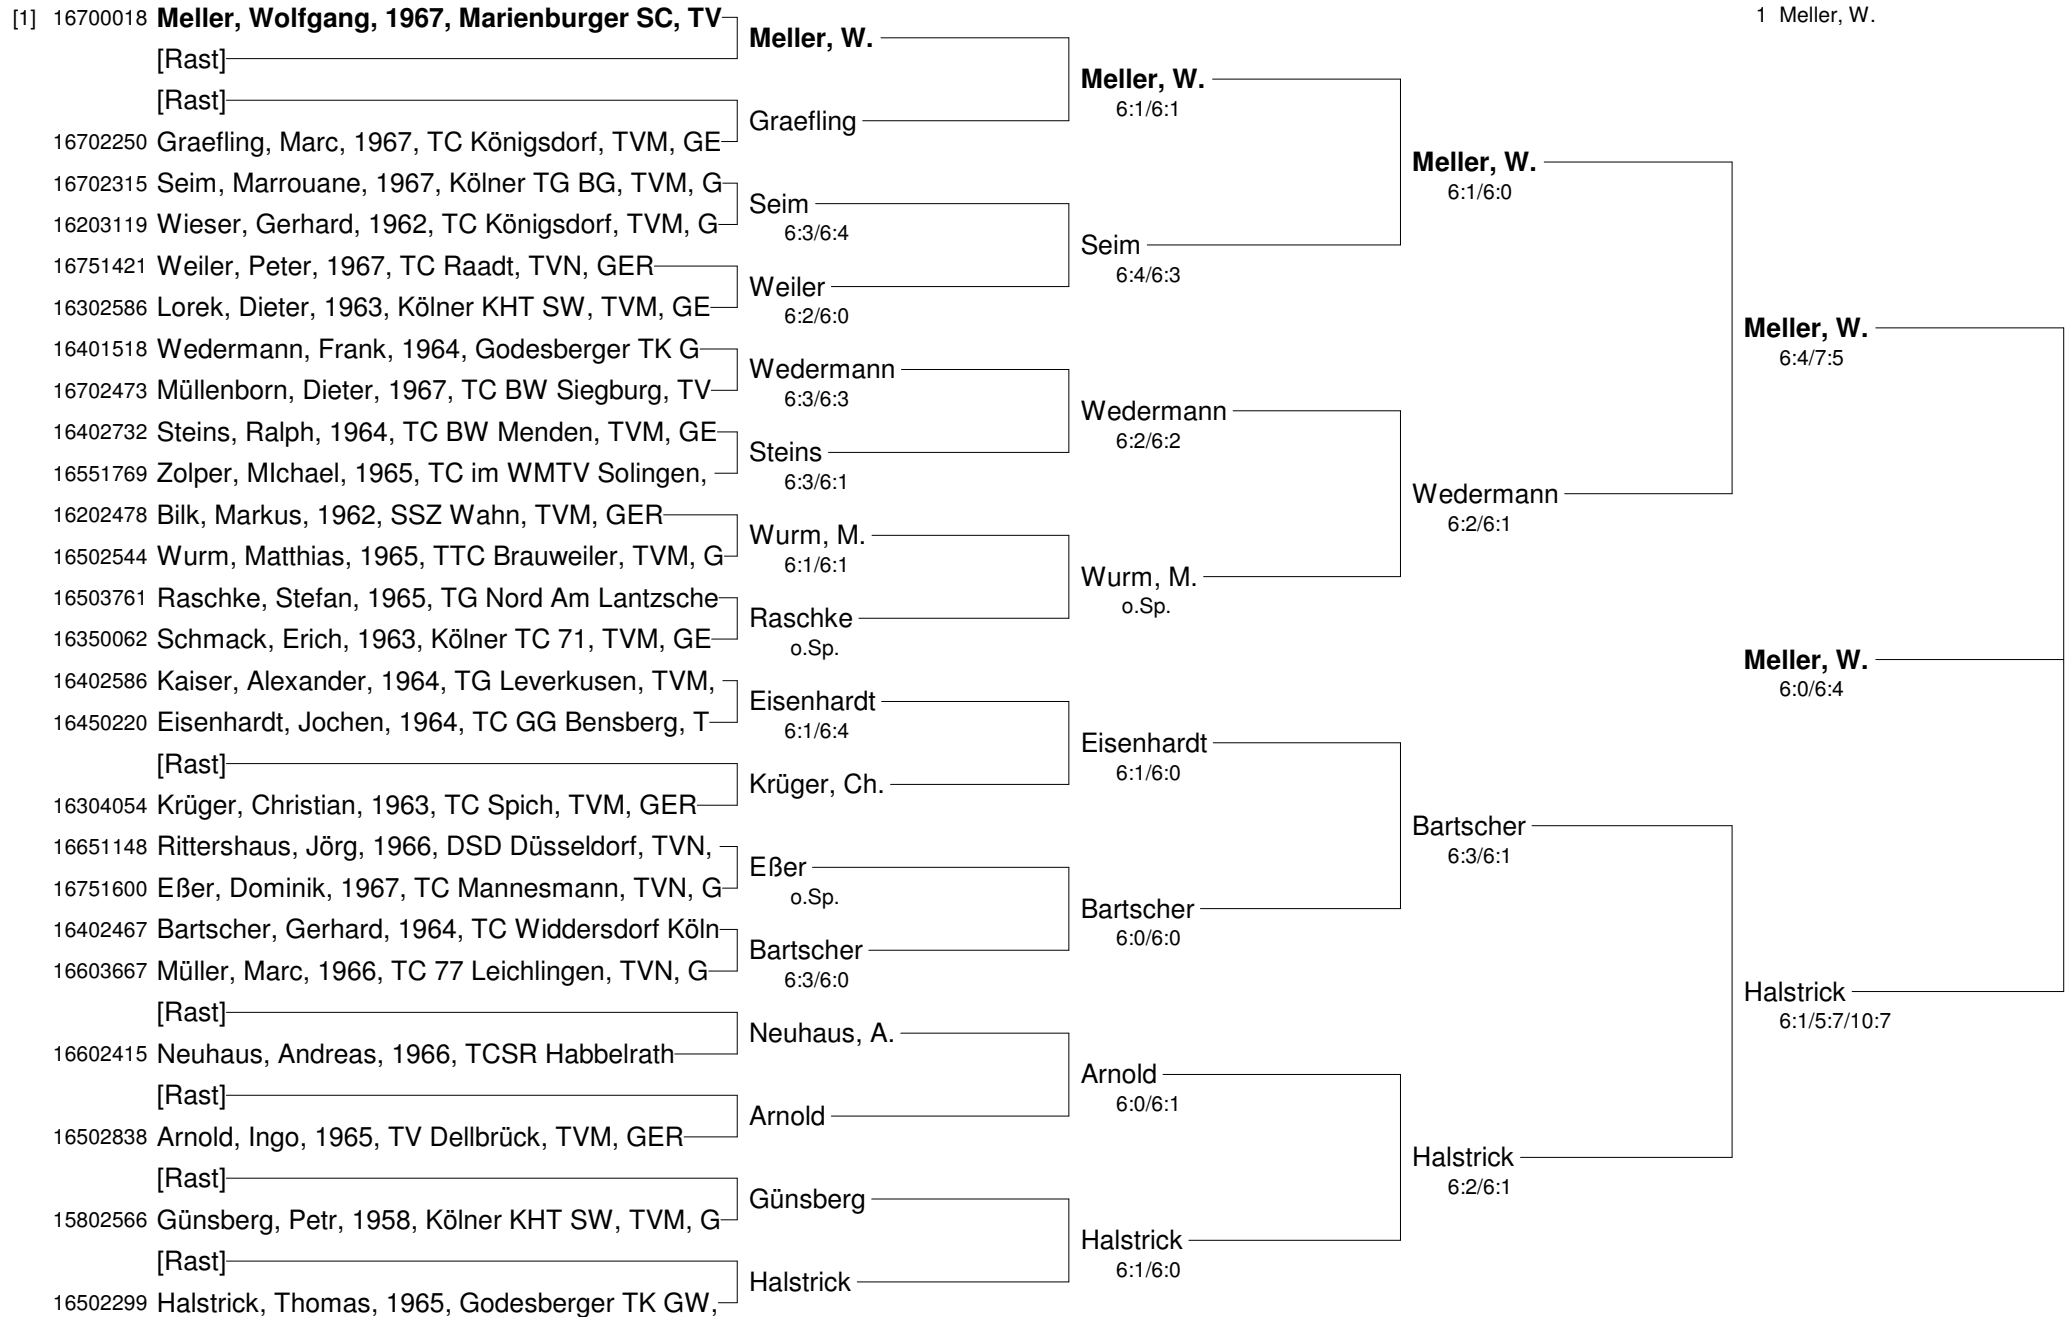 [1] 16700018 Meller, Wolfgang, 1967, Marienburger SC, TV
1 Meller, W.
Meller, W.
[Rast]
Meller, W.
6:1/6:1
[Rast]
Graefling
16702250 Graefling, Marc, 1967, TC Königsdorf, TVM, GE
Meller, W.
6:1/6:0
16702315 Seim, Marrouane, 1967, Kölner TG BG, TVM, G
Seim
6:3/6:4
16203119 Wieser, Gerhard, 1962, TC Königsdorf, TVM, G
Seim
6:4/6:3
16751421 Weiler, Peter, 1967, TC Raadt, TVN, GER
Weiler
6:2/6:0
16302586 Lorek, Dieter, 1963, Kölner KHT SW, TVM, GE
Meller, W.
6:4/7:5
16401518 Wedermann, Frank, 1964, Godesberger TK G
Wedermann
6:3/6:3
16702473 Müllenborn, Dieter, 1967, TC BW Siegburg, TV
Wedermann
6:2/6:2
16402732 Steins, Ralph, 1964, TC BW Menden, TVM, GE
Steins
6:3/6:1
16551769 Zolper, MIchael, 1965, TC im WMTV Solingen,
Wedermann
6:2/6:1
16202478 Bilk, Markus, 1962, SSZ Wahn, TVM, GER
Wurm, M.
6:1/6:1
16502544 Wurm, Matthias, 1965, TTC Brauweiler, TVM, G
Wurm, M.
o.Sp.
16503761 Raschke, Stefan, 1965, TG Nord Am Lantzsche
Raschke
o.Sp.
16350062 Schmack, Erich, 1963, Kölner TC 71, TVM, GE
Meller, W.
6:0/6:4
16402586 Kaiser, Alexander, 1964, TG Leverkusen, TVM,
Eisenhardt
6:1/6:4
16450220 Eisenhardt, Jochen, 1964, TC GG Bensberg, T
Eisenhardt
6:1/6:0
[Rast]
Krüger, Ch.
16304054 Krüger, Christian, 1963, TC Spich, TVM, GER
Bartscher
6:3/6:1
16651148 Rittershaus, Jörg, 1966, DSD Düsseldorf, TVN,
Eßer
o.Sp.
16751600 Eßer, Dominik, 1967, TC Mannesmann, TVN, G
Bartscher
6:0/6:0
16402467 Bartscher, Gerhard, 1964, TC Widdersdorf Köln
Bartscher
6:3/6:0
16603667 Müller, Marc, 1966, TC 77 Leichlingen, TVN, G
Halstrick
6:1/5:7/10:7
[Rast]
Neuhaus, A.
16602415 Neuhaus, Andreas, 1966, TCSR Habbelrath
Arnold
6:0/6:1
[Rast]
Arnold
16502838 Arnold, Ingo, 1965, TV Dellbrück, TVM, GER
Halstrick
6:2/6:1
[Rast]
Günsberg
15802566 Günsberg, Petr, 1958, Kölner KHT SW, TVM, G
Halstrick
6:1/6:0
[Rast]
Halstrick
16502299 Halstrick, Thomas, 1965, Godesberger TK GW,